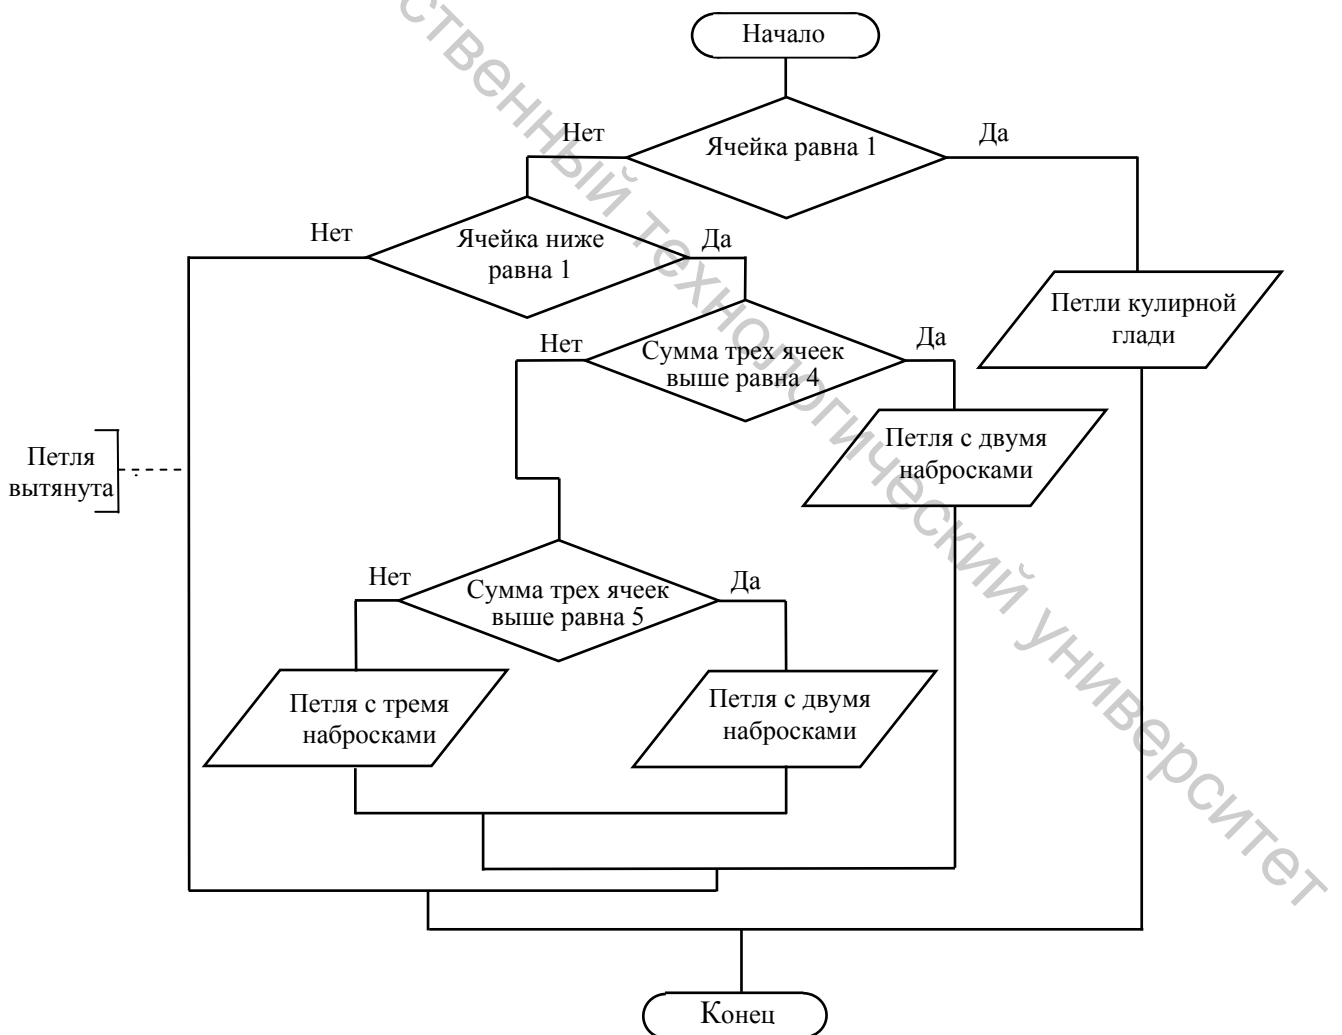 Начало
Нет
Да
Ячейка равна 1
Нет
Ячейка ниже
равна 1
Да
Петли кулирной
глади
Нет
Сумма трех ячеек
выше равна 4
Да
Петля с двумя
набросками
Петля
вытянута
Нет
Сумма трех ячеек
выше равна 5
Да
Петля с тремя
набросками
Петля с двумя
набросками
Конец
технологический университет